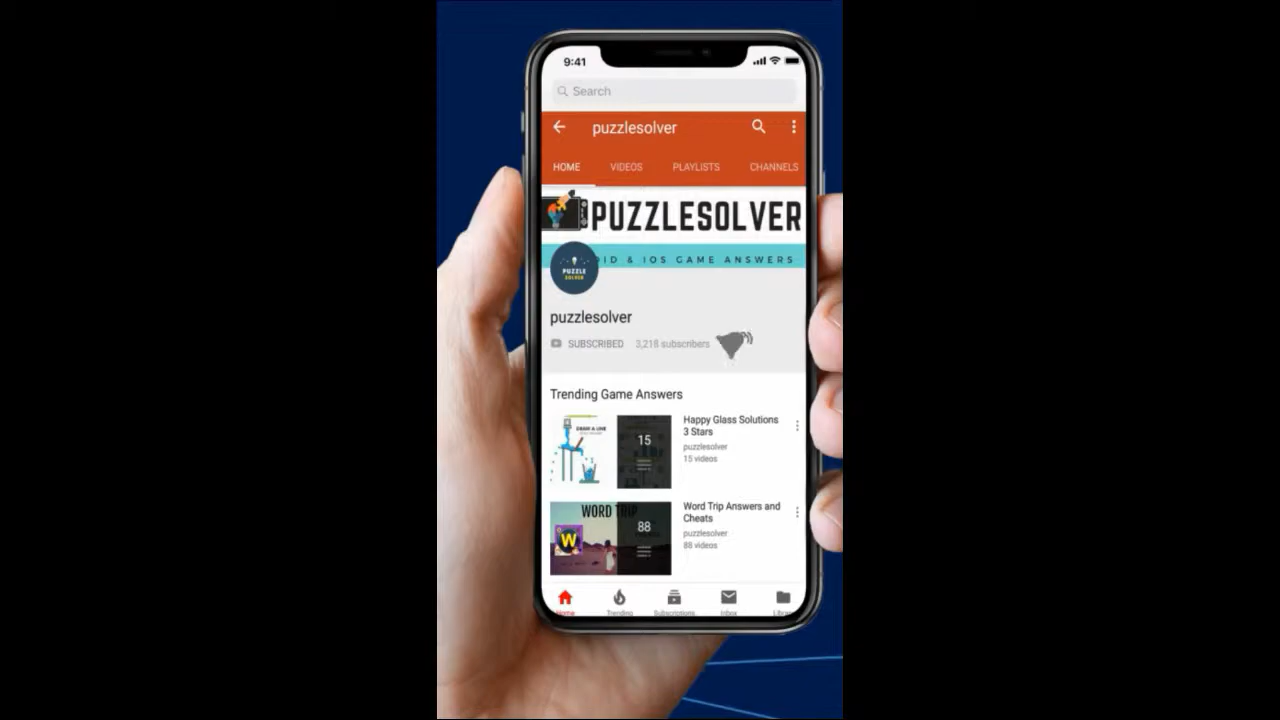 9:41
Search
puzzlesolver
HOME VIDEOS PLAYLISTS CHANNELS
PUZZLESOLVER
ID & IOS GAME ANSWERS
PUZZLE
SOLVER
puzzlesolver
SUBSCRIBED 3,218 subscribers
Trending Game Answers
DRAW A LINE
15
Happy Glass Solutions
3 Stars
puzzlesolver
15 videos
WORD TRIP
W
88
Word Trip Answers and
Cheats
puzzlesolver
88 videos
Home Trending Subscriptions Inbox